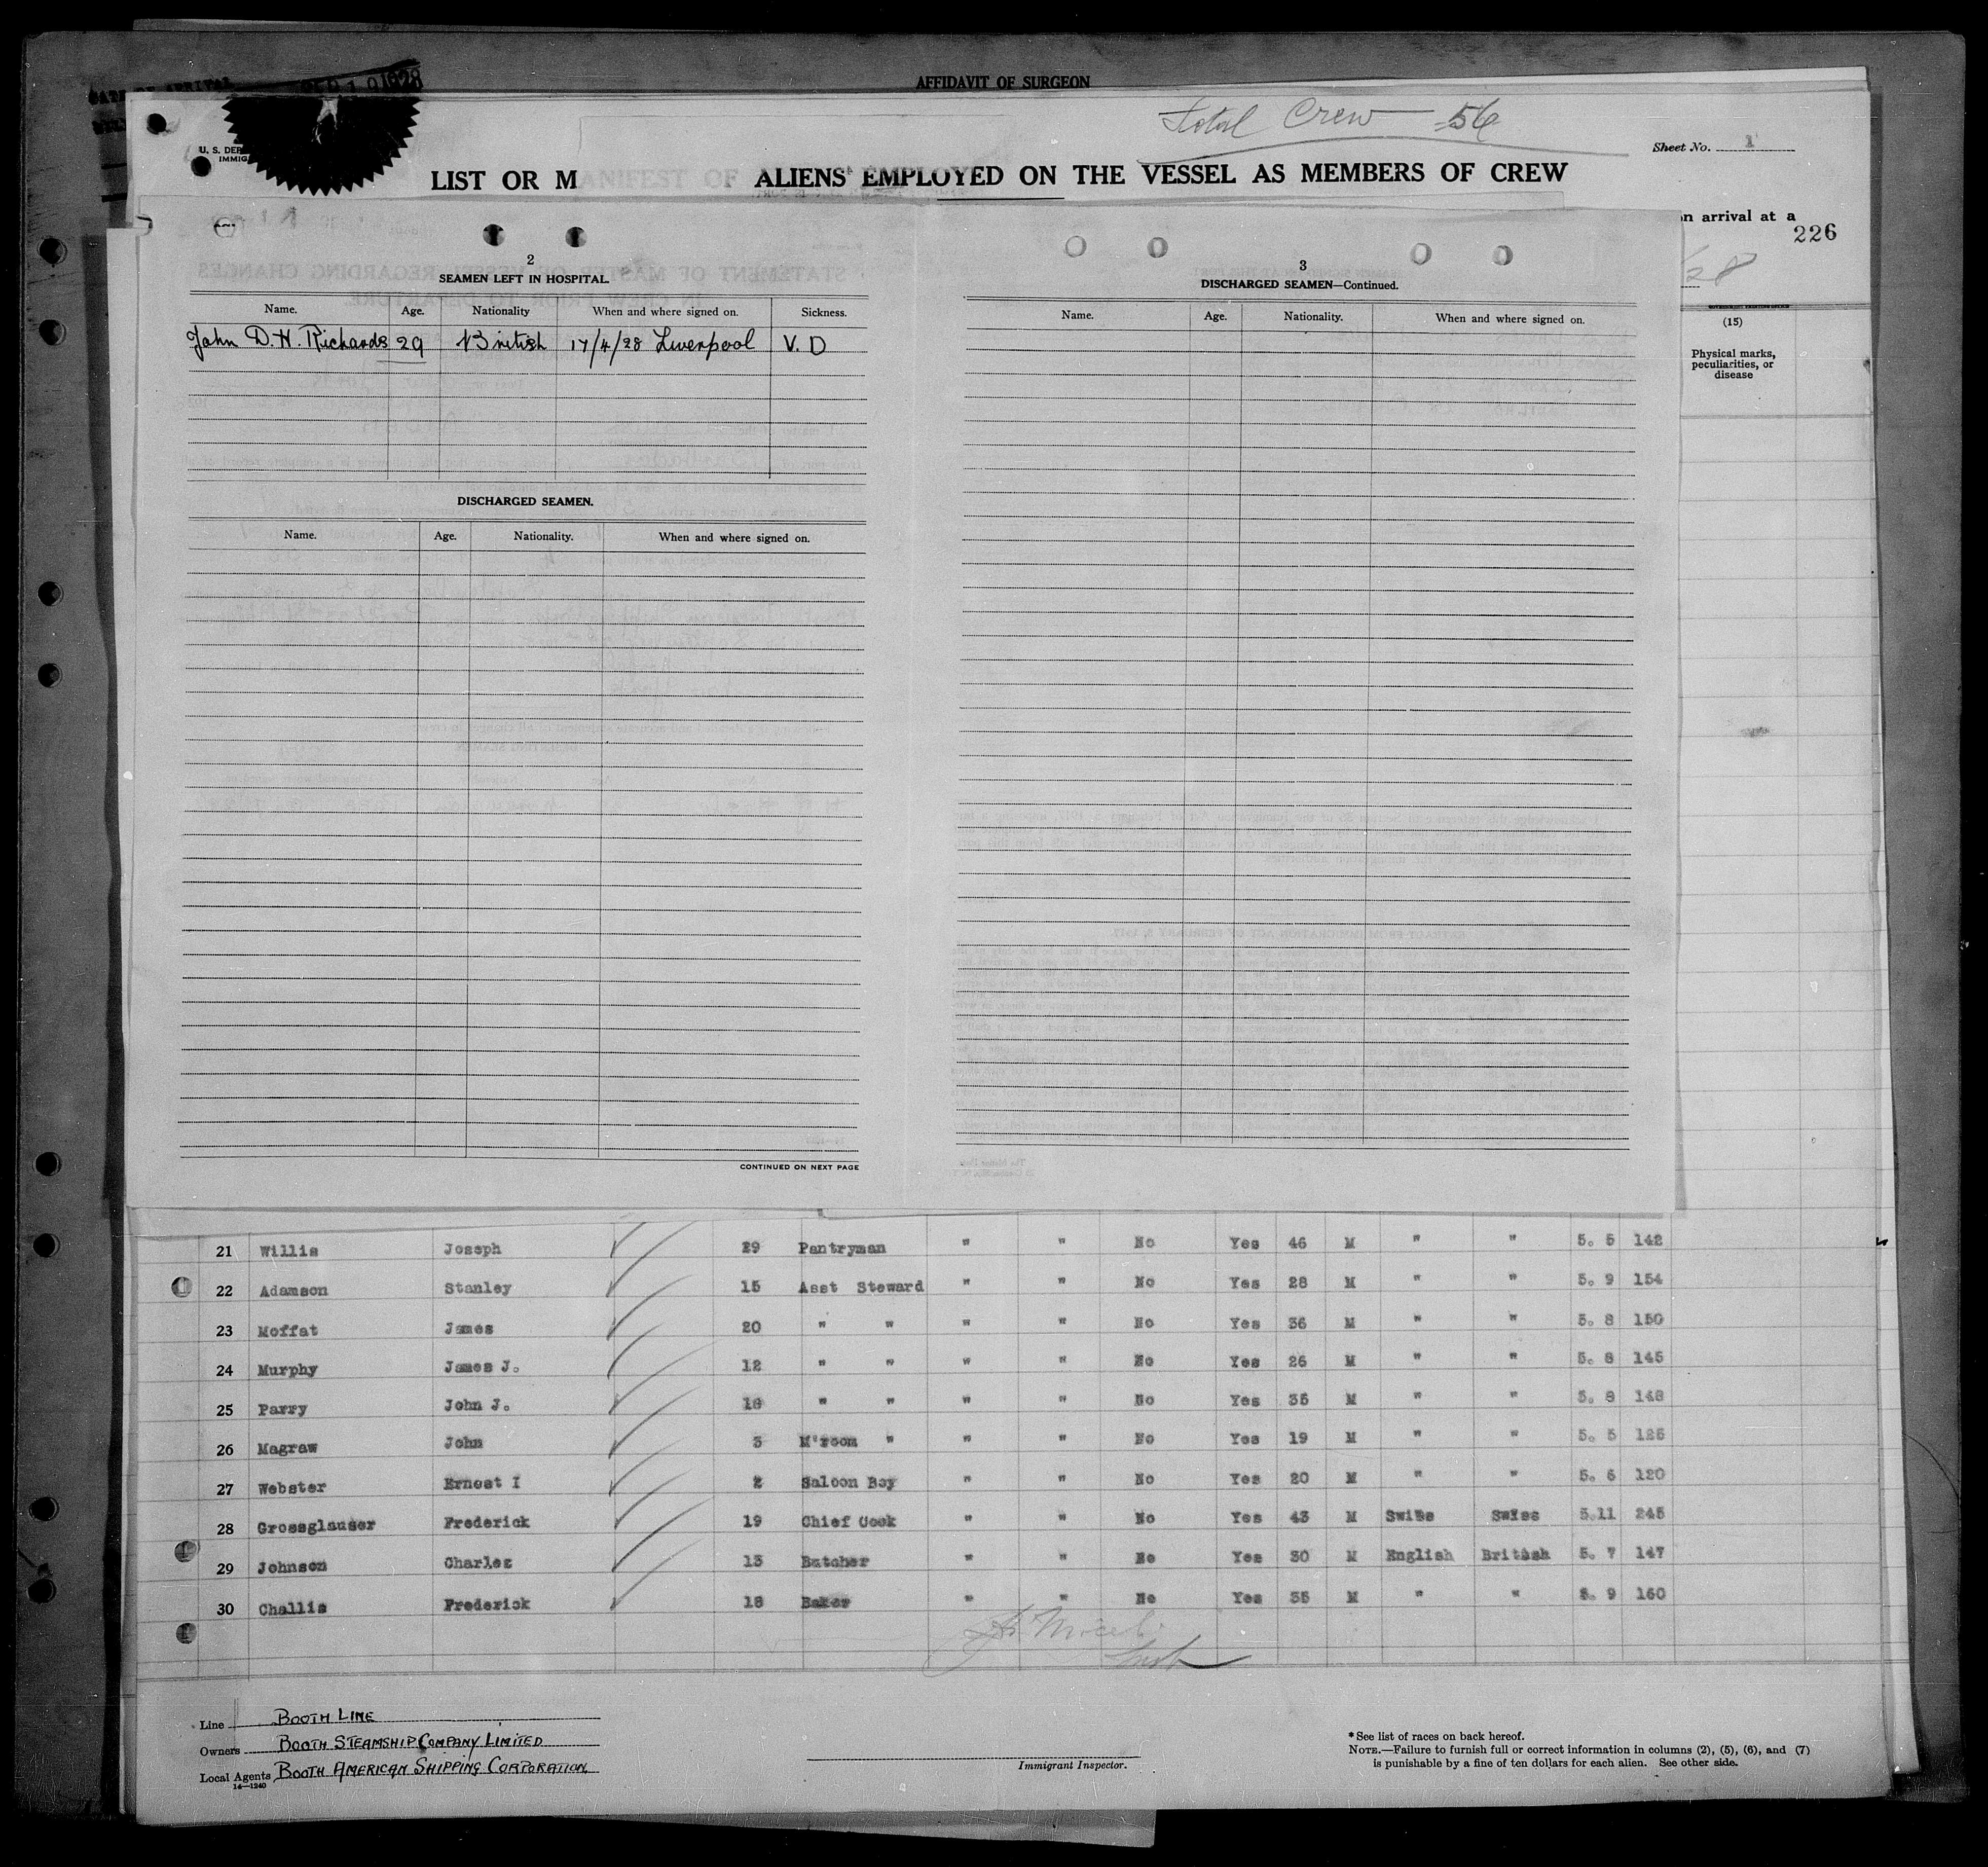 AFFIDAVIT OF SURGEON
Total Crew 56
Sheet No. 1
U. S. DEP
IMMIG
LIST OR MANIFEST OF ALIENS EMPLOYED ON THE VESSEL AS MEMBERS OF CREW
n arrival at a
226
/28
2
SEAMEN LEFT IN HOSPITAL.
Name. Age. Nationality When and where signed on. Sickness.
John D. H. Richards 29 British 17/4/28 Liverpool V. D
DISCHARGED SEAMEN.
Name. Age. Nationality. When and where signed on.
CONTINUED ON NEXT PAGE
3
DISCHARGED SEAMEN—Continued.
Name. Age. Nationality. When and where signed on.
(15)
Physical marks,
peculiarities, or
disease
21 Willis Joseph 29 Pantryman " " No Yes 46 M " " 5. 5 142
22 Adamson Stanley 15 Asst Steward " " No Yes 28 M " " 5. 9 154
23 Moffat James 20 " " " " No Yes 36 M " " 5. 8 150
24 Murphy James J. 12 " " " " No Yes 26 M " " 5. 8 145
25 Parry John J. 18 " " " " No Yes 35 M " " 5. 8 148
26 Magraw John 3 M'room " " " No Yes 19 M " " 5. 5 125
27 Webster Ernest I 2 Saloon Boy " " No Yes 20 M " " 5. 6 120
28 Grossglauser Frederick 19 Chief Cook " " No Yes 43 M Swiss Swiss 5.11 245
29 Johnson Charles 13 Butcher " " No Yes 30 M English British 5. 7 147
30 Challis Frederick 18 Baker " " No Yes 35 M " " 5. 9 160
Line BOOTH LINE
Owners BOOTH STEAMSHIP COMPANY LIMITED
Local Agents BOOTH AMERICAN SHIPPING CORPORATION
14—1240
Immigrant Inspector.
* See list of races on back hereof.
NOTE.—Failure to furnish full or correct information in columns (2), (5), (6), and (7)
is punishable by a fine of ten dollars for each alien. See other side.